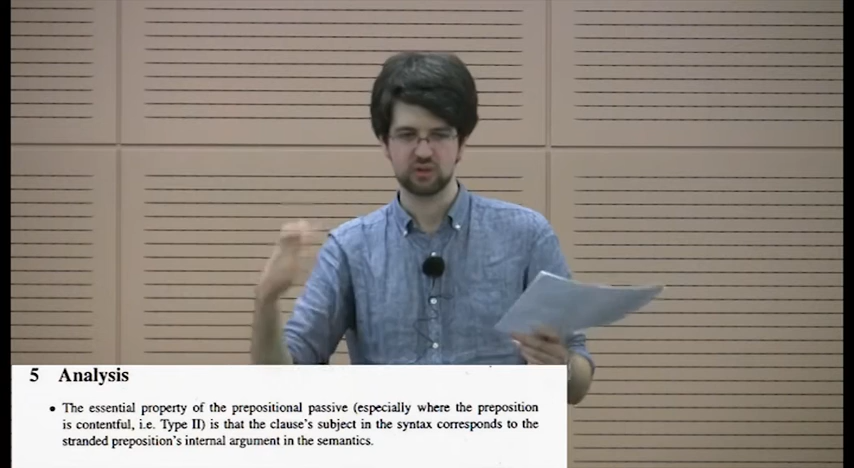 5 Analysis
• The essential property of the prepositional passive (especially where the preposition
is contentful, i.e. Type II) is that the clause's subject in the syntax corresponds to the
stranded preposition's internal argument in the semantics.